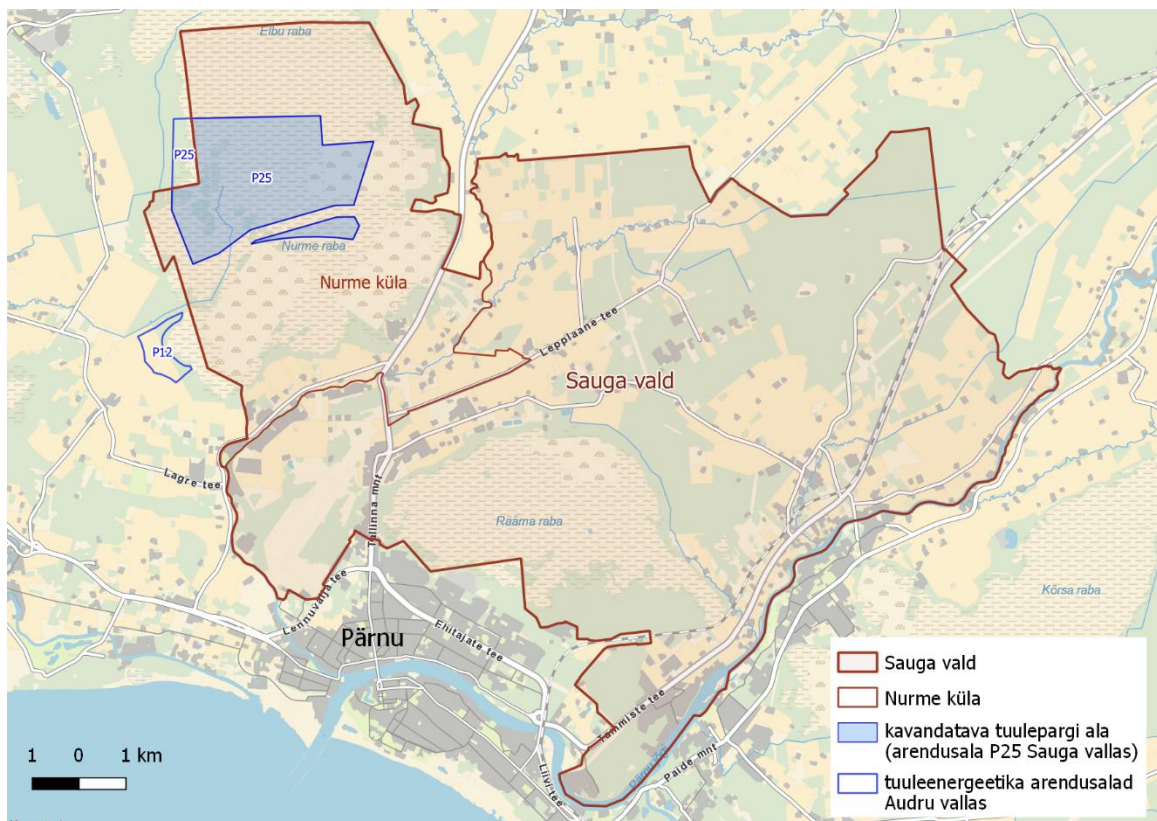 Elbu raba
P25
P25
Nurme raba
Nurme küla
P12
Lepplaane tee
Sauga vald
Lagre tee
Tallinna mnt
Rääma raba
Kõrsa raba
Lennuvälja tee
Ehitajate tee
Pärnu
Tammiste tee
Pärnu jõgi
Paide mnt
Liivi tee
1 0 1 km
Sauga vald
Nurme küla
kavandatava tuulepargi ala
(arendusala P25 Sauga vallas)
tuuleenergeetika arendusalad
Audru vallas